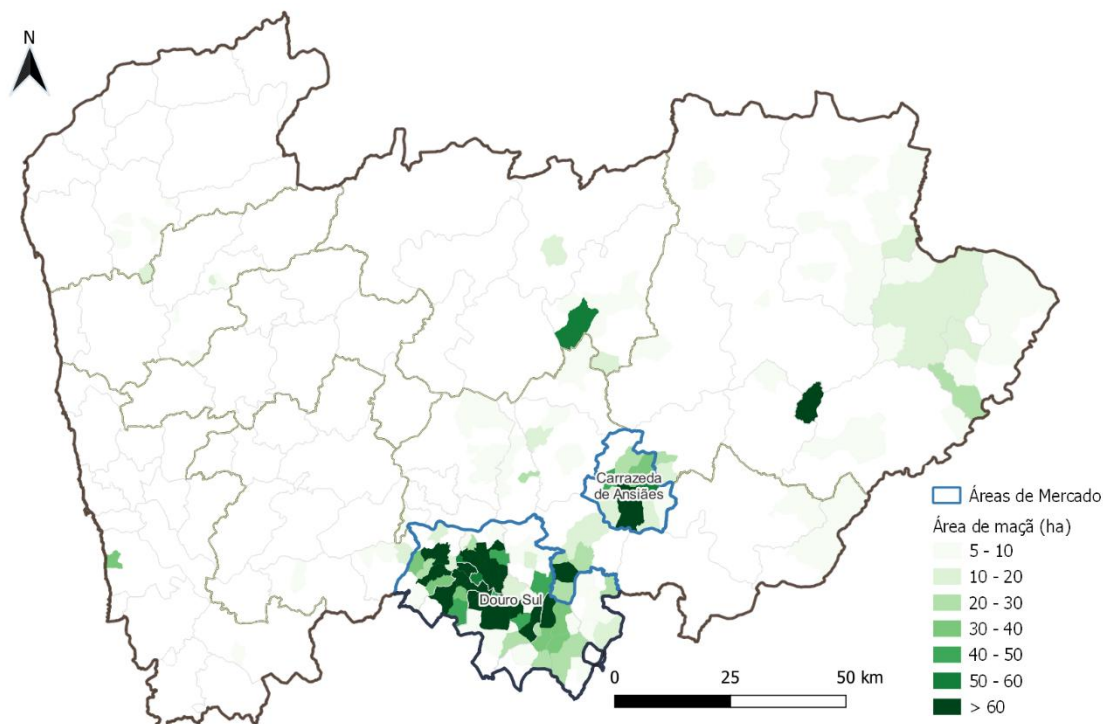 N
Carrazeda
de Ansiães
Douro Sul
Áreas de Mercado
Área de maçã (ha)
5 - 10
10 - 20
20 - 30
30 - 40
40 - 50
50 - 60
> 60
0 25 50 km